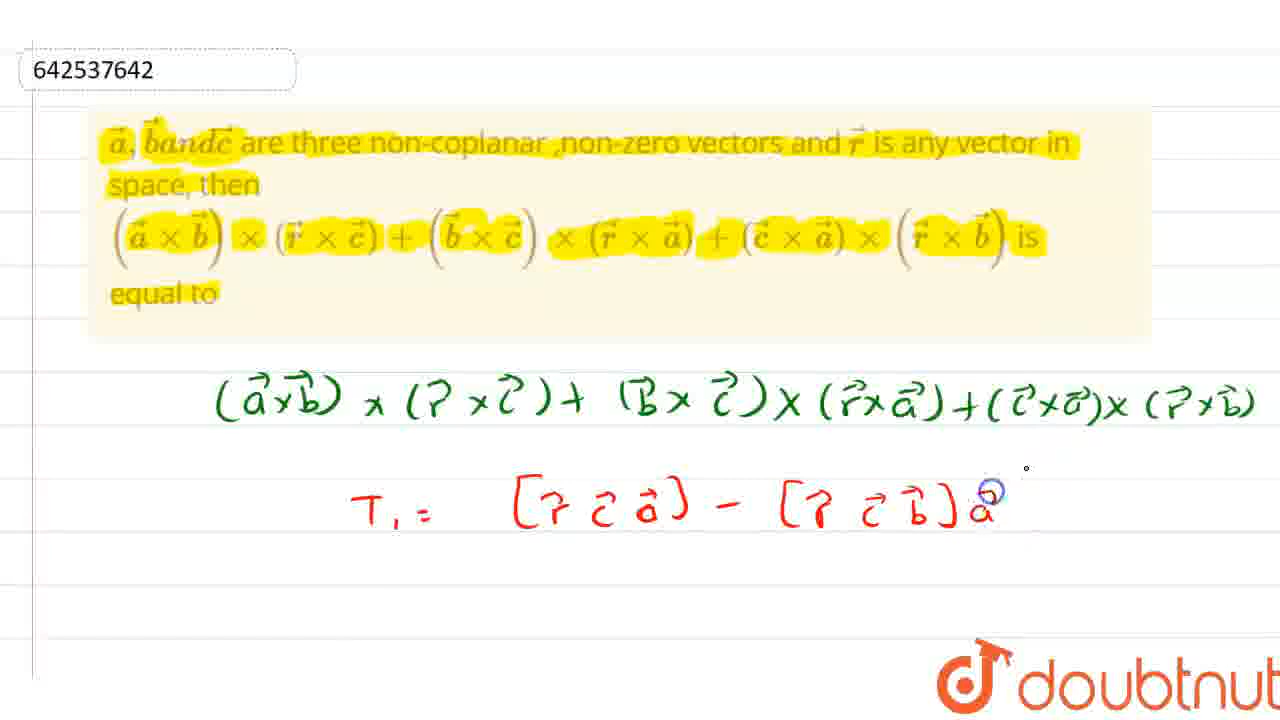 642537642
a⃗, b⃗andc⃗ are three non-coplanar ,non-zero vectors and r⃗ is any vector in
space, then
(a⃗ × b⃗) × (r⃗ × c⃗) + (b⃗ × c⃗) × (r⃗ × a⃗) + (c⃗ × a⃗) × (r⃗ × b⃗) is
equal to
(a⃗×b⃗) × (r⃗ × c⃗) + (b⃗ × c⃗) × (r⃗ × a⃗) + (c⃗ × a⃗) × (r⃗ × b⃗)
T₁ = [r⃗ c⃗ a⃗] − [r⃗ c⃗ b⃗] a⃗
doubtnut